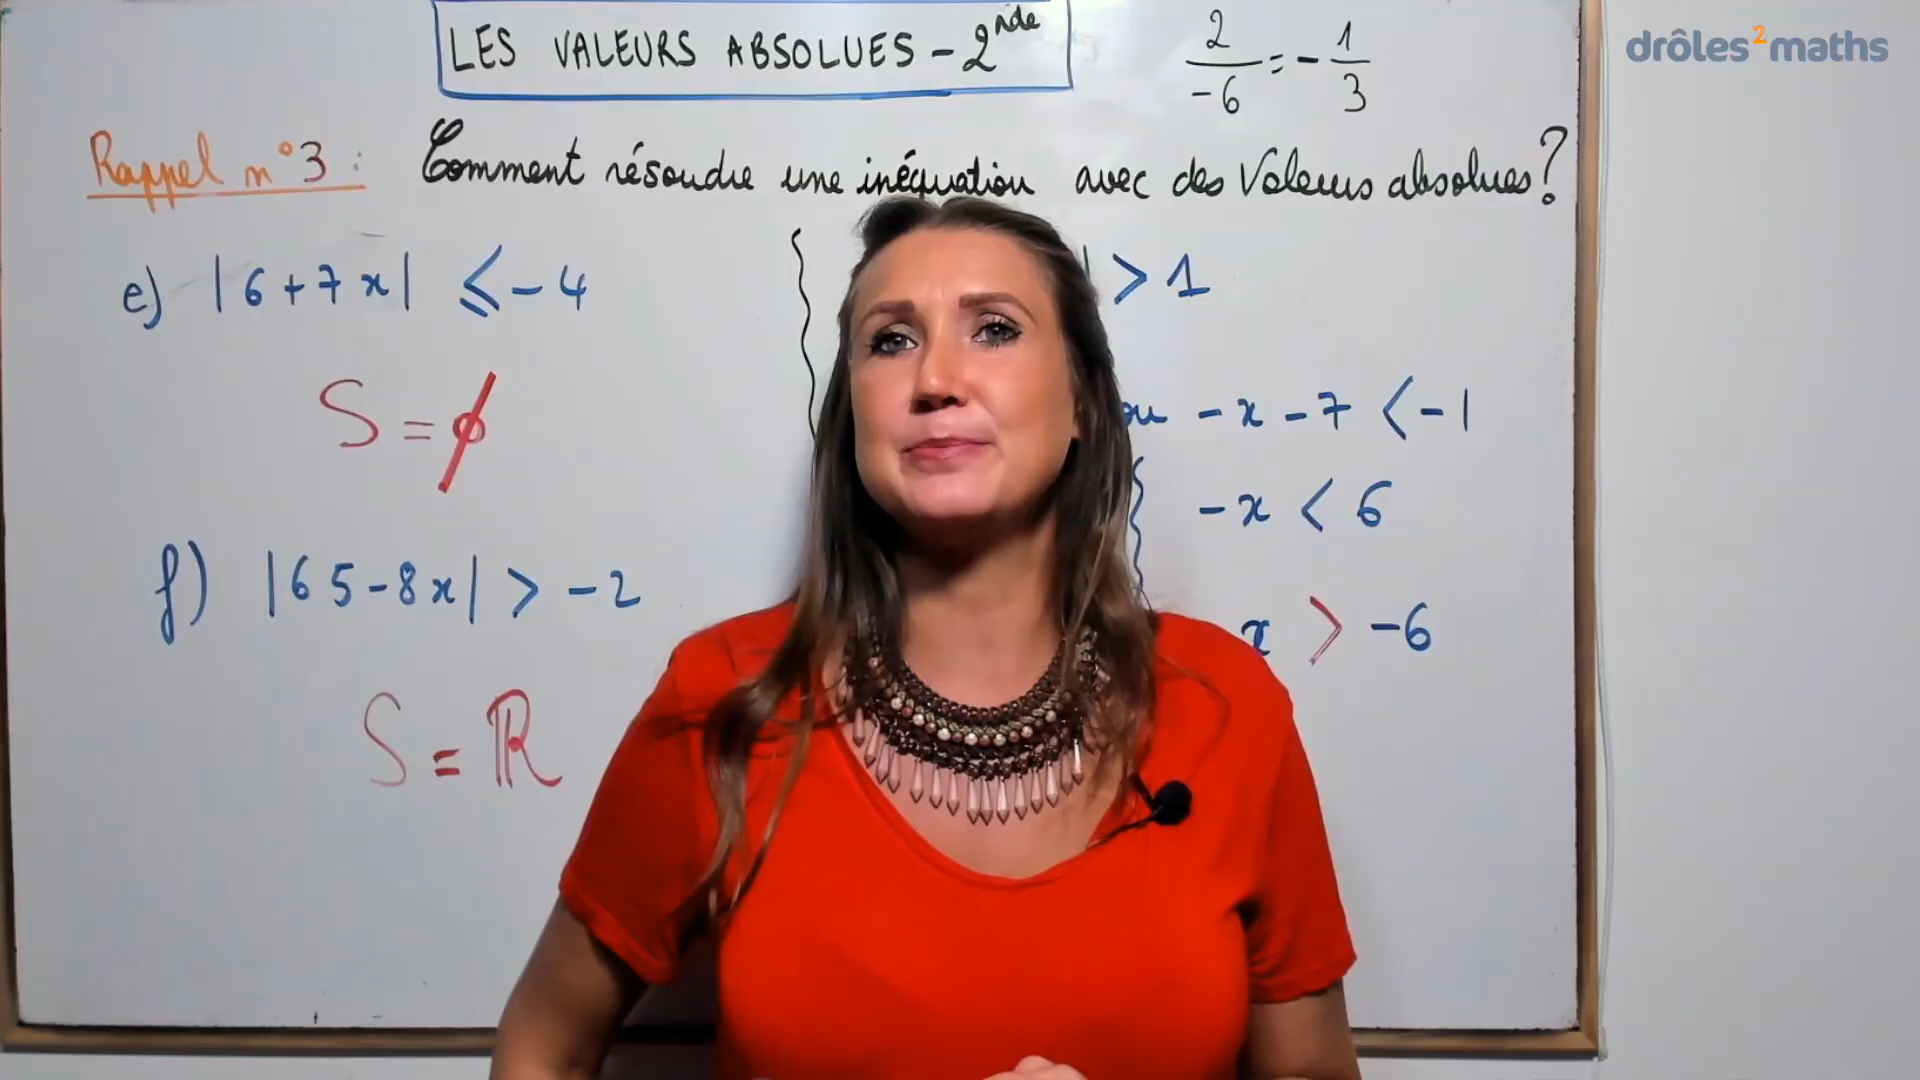 LES VALEURS ABSOLUES - 2nde
2/-6 = - 1/3
drôles²maths
Rappel n°3 : Comment résoudre une inéquation avec des Valeurs absolues ?
e) |6+7x| ⩽ -4
| > 1
S = ∅
ou -x-7 < -1
-x < 6
f) |65-8x| > -2
x > -6
S = ℝ